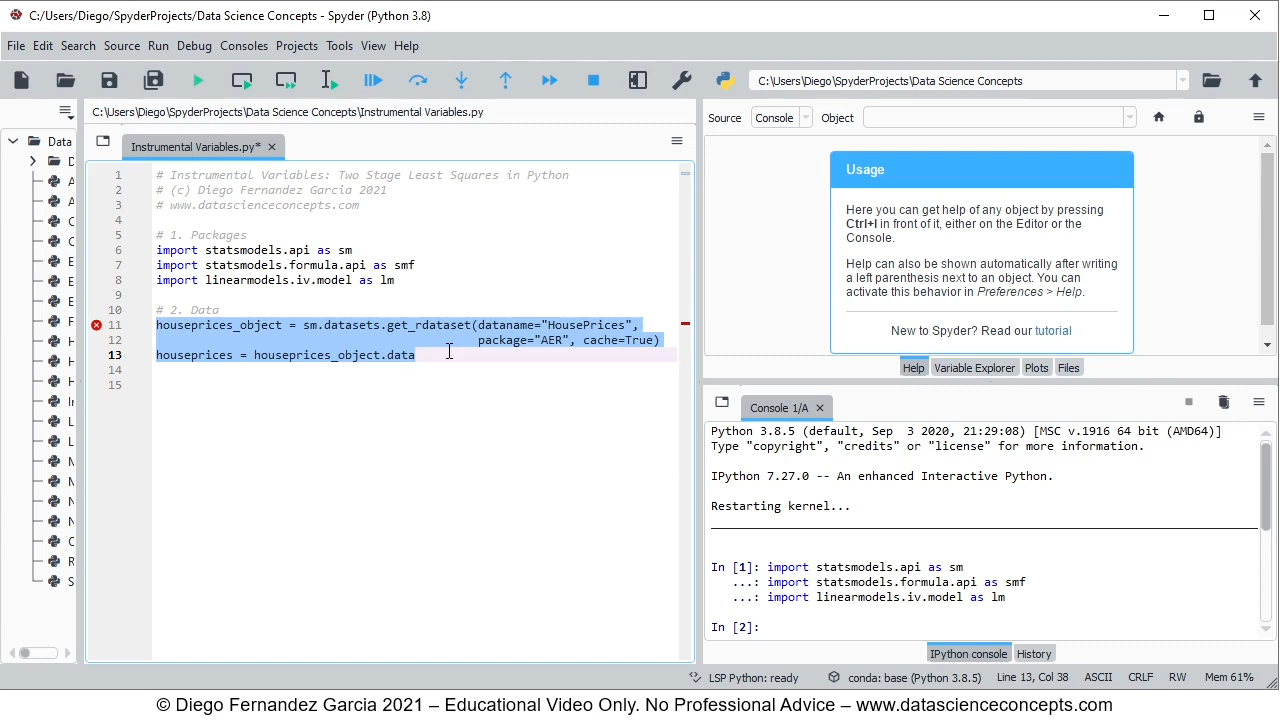 C:/Users/Diego/SpyderProjects/Data Science Concepts - Spyder (Python 3.8)
File Edit Search Source Run Debug Consoles Projects Tools View Help
C:\Users\Diego\SpyderProjects\Data Science Concepts
C:\Users\Diego\SpyderProjects\Data Science Concepts\Instrumental Variables.py
Data
D
A
A
C
C
E
E
E
F
H
H
H
Ir
L
L
M
M
N
N
C
R
S
Instrumental Variables.py*
1 # Instrumental Variables: Two Stage Least Squares in Python
2 # (c) Diego Fernandez Garcia 2021
3 # www.datascienceconcepts.com
4
5 # 1. Packages
6 import statsmodels.api as sm
7 import statsmodels.formula.api as smf
8 import linearmodels.iv.model as lm
9
10 # 2. Data
11 houseprices_object = sm.datasets.get_rdataset(dataname="HousePrices",
12 package="AER", cache=True)
13 houseprices = houseprices_object.data
14
15
Source Console Object
Usage
Here you can get help of any object by pressing
Ctrl+I in front of it, either on the Editor or the
Console.
Help can also be shown automatically after writing
a left parenthesis next to an object. You can
activate this behavior in Preferences > Help.
New to Spyder? Read our tutorial
Help Variable Explorer Plots Files
Console 1/A
Python 3.8.5 (default, Sep  3 2020, 21:29:08) [MSC v.1916 64 bit (AMD64)]
Type "copyright", "credits" or "license" for more information.
IPython 7.27.0 -- An enhanced Interactive Python.
Restarting kernel...
In [1]: import statsmodels.api as sm
...: import statsmodels.formula.api as smf
...: import linearmodels.iv.model as lm
In [2]:
IPython console History
LSP Python: ready conda: base (Python 3.8.5) Line 13, Col 38 ASCII CRLF RW Mem 61%
© Diego Fernandez Garcia 2021 – Educational Video Only. No Professional Advice – www.datascienceconcepts.com